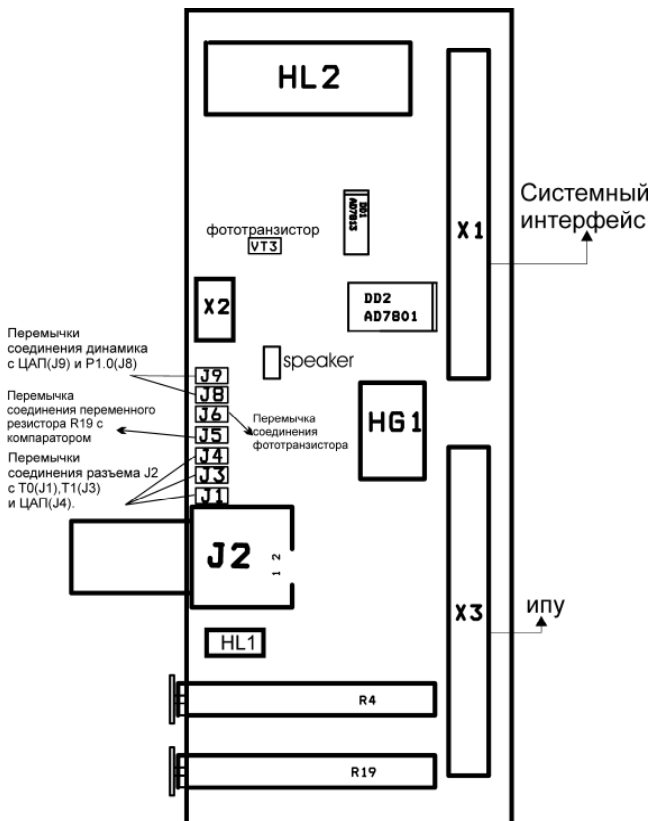 HL2
DD1
AD7813
Системный
интерфейс
X1
фототранзистор
VT3
X2
DD2
AD7801
Перемычки
соединения динамика
с ЦАП(J9) и P1.0(J8)
speaker
J9
J8
J6
J5
J4
J3
J1
Перемычка
соединения переменного
резистора R19 с
компаратором
Перемычка
соединения
фототранзистора
HG1
Перемычки
соединения разъема J2
с T0(J1),T1(J3)
и ЦАП(J4).
J2
1 2
X3
ипу
HL1
R4
R19